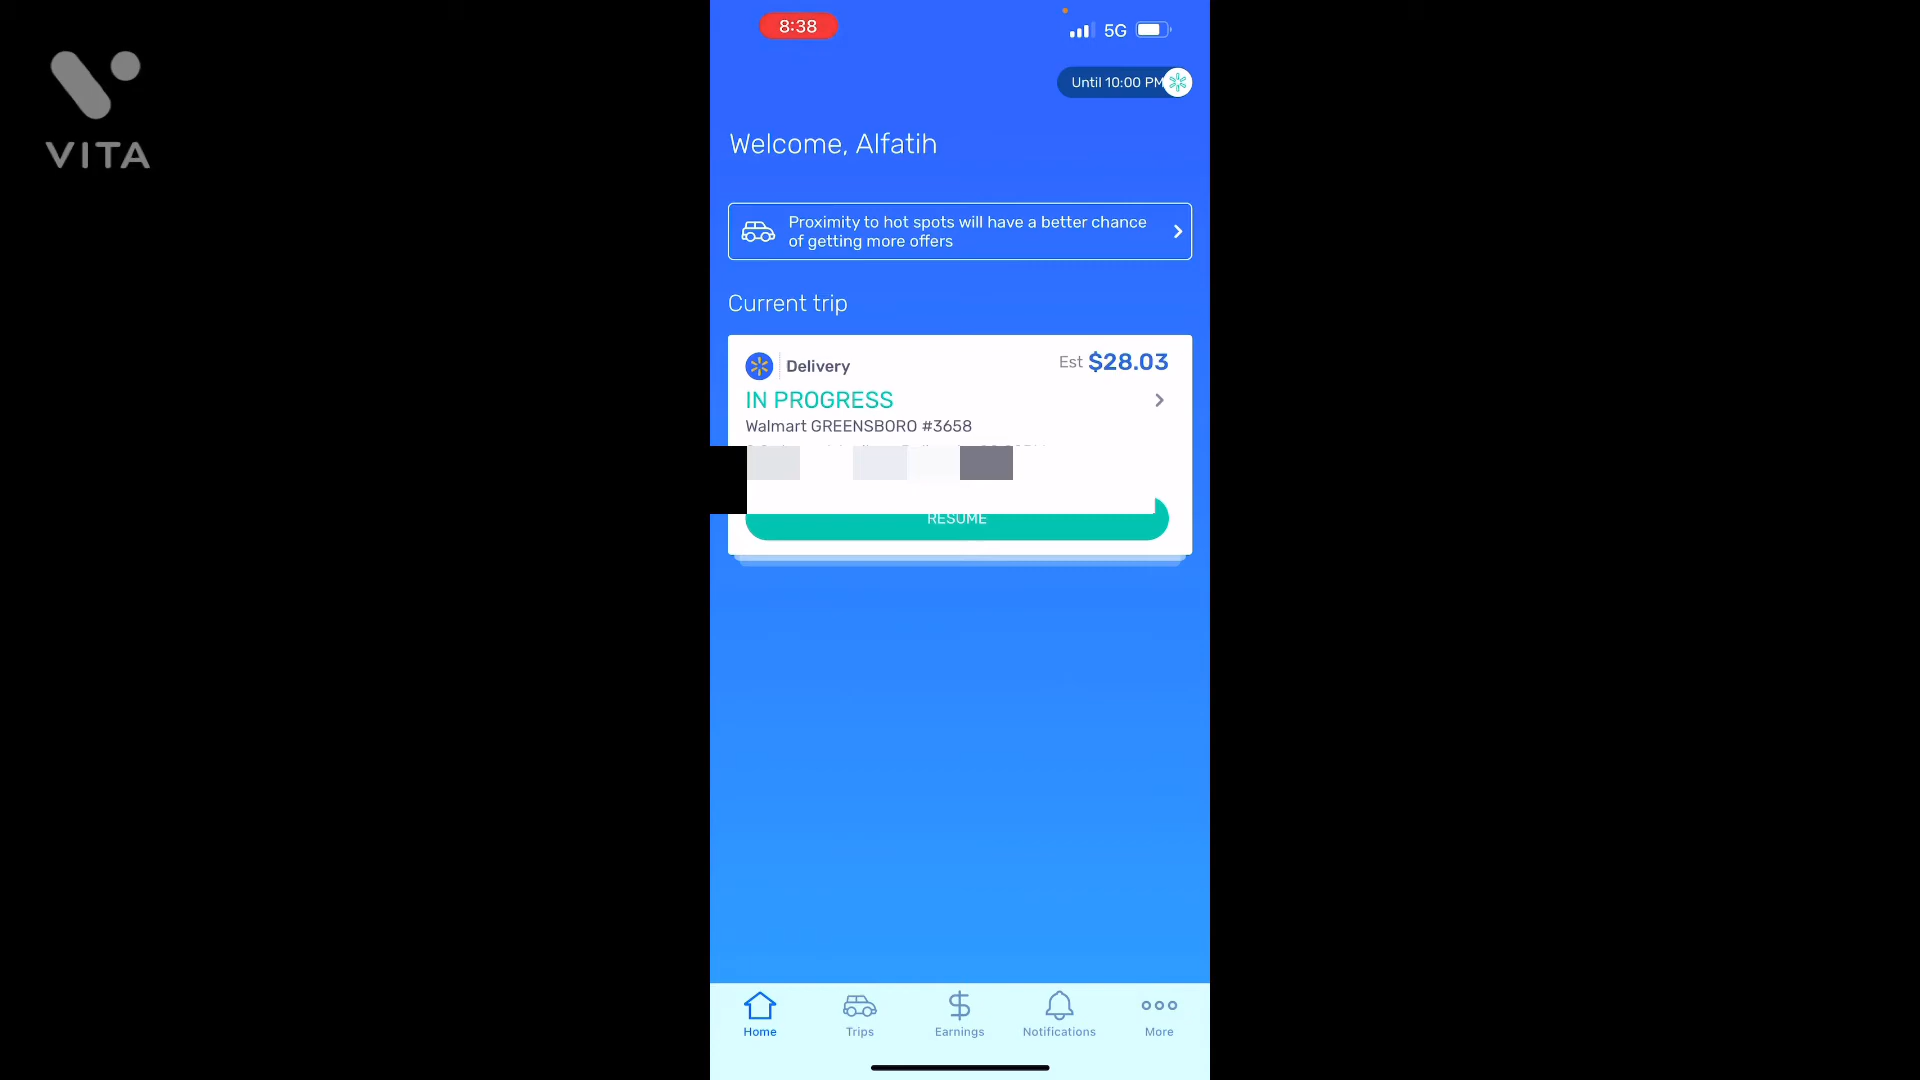 VITA
8:38
5G
Until 10:00 PM
Welcome, Alfatih
Proximity to hot spots will have a better chance
of getting more offers
Current trip
Delivery
Est $28.03
IN PROGRESS
Walmart GREENSBORO #3658
RESUME
Home
Trips
Earnings
Notifications
More